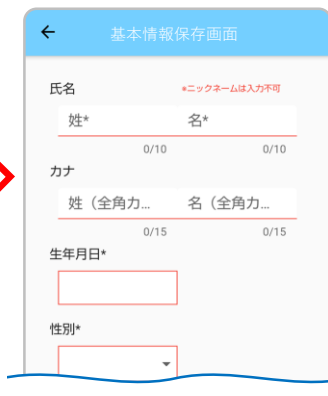 基本情報保存画面
氏名 *ニックネームは入力不可
姓* 名*
0/10 0/10
カナ
姓（全角カ... 名（全角カ...
0/15 0/15
生年月日*
性別*